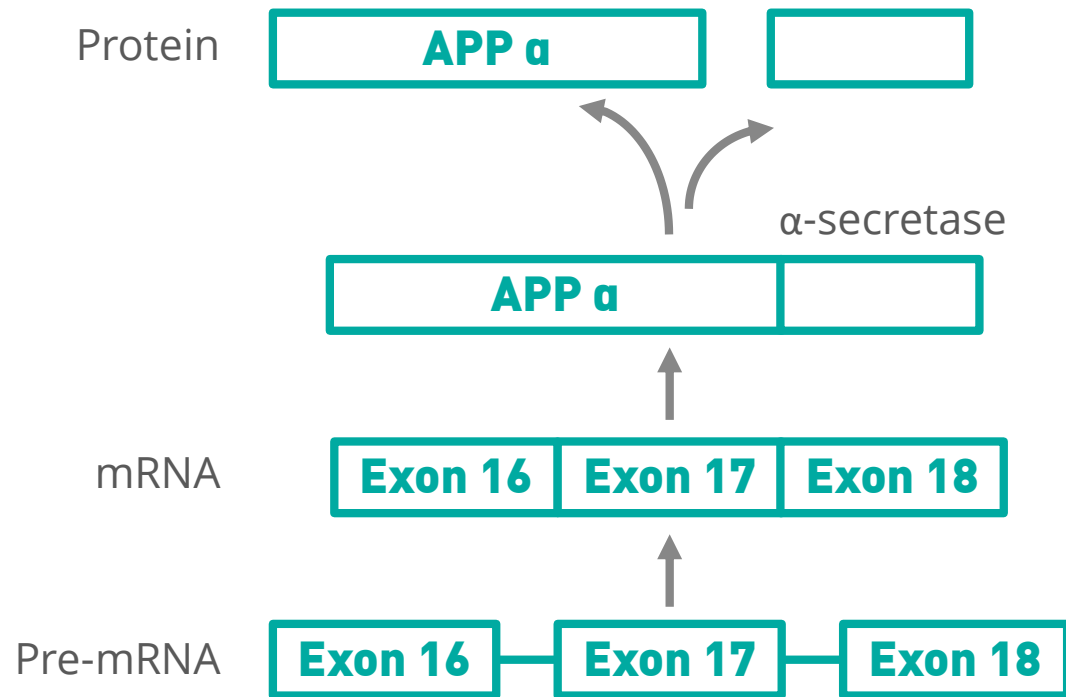 Protein
APP α
α-secretase
APP α
mRNA
Exon 16
Exon 17
Exon 18
Pre-mRNA
Exon 16
Exon 17
Exon 18